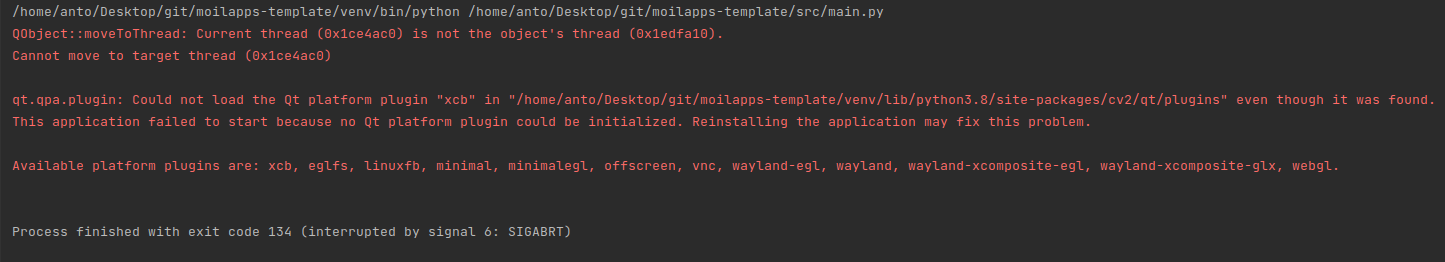 /home/anto/Desktop/git/moilapps-template/venv/bin/python /home/anto/Desktop/git/moilapps-template/src/main.py
QObject::moveToThread: Current thread (0x1ce4ac0) is not the object's thread (0x1edfa10).
Cannot move to target thread (0x1ce4ac0)
qt.qpa.plugin: Could not load the Qt platform plugin "xcb" in "/home/anto/Desktop/git/moilapps-template/venv/lib/python3.8/site-packages/cv2/qt/plugins" even though it was found.
This application failed to start because no Qt platform plugin could be initialized. Reinstalling the application may fix this problem.
Available platform plugins are: xcb, eglfs, linuxfb, minimal, minimalegl, offscreen, vnc, wayland-egl, wayland, wayland-xcomposite-egl, wayland-xcomposite-glx, webgl.
Process finished with exit code 134 (interrupted by signal 6: SIGABRT)